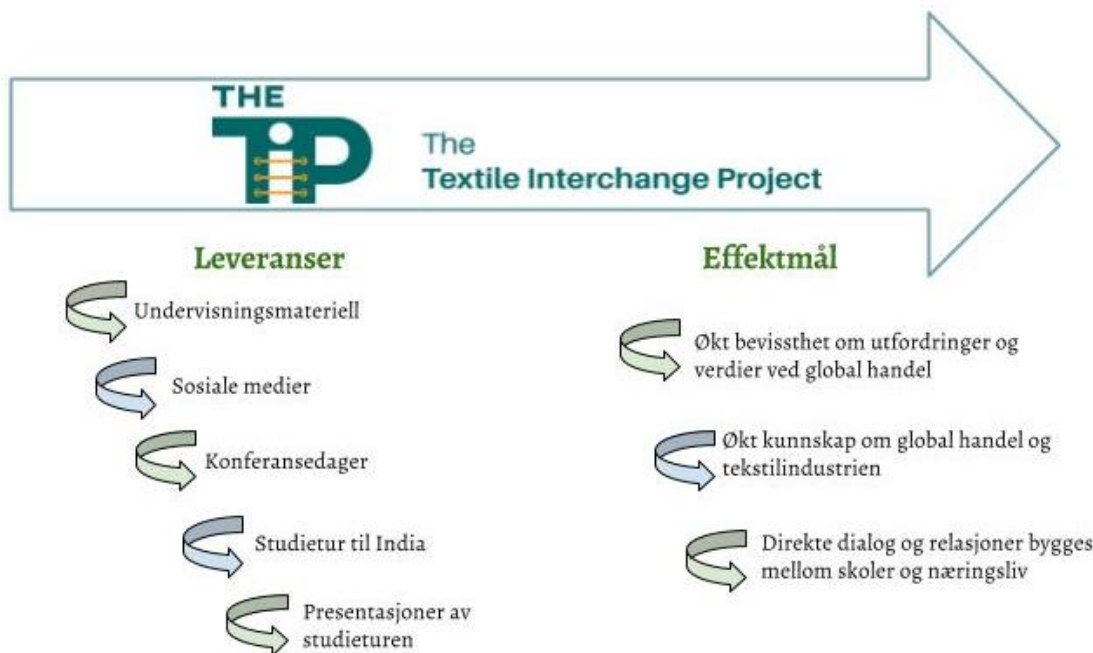 THE
TiP
The
Textile Interchange Project
Leveranser
Undervisningsmateriell
Sosiale medier
Konferansedager
Studietur til India
Presentasjoner av
studieturen
Effektmål
Økt bevissthet om utfordringer og
verdier ved global handel
Økt kunnskap om global handel og
tekstilindustrien
Direkte dialog og relasjoner bygges
mellom skoler og næringsliv